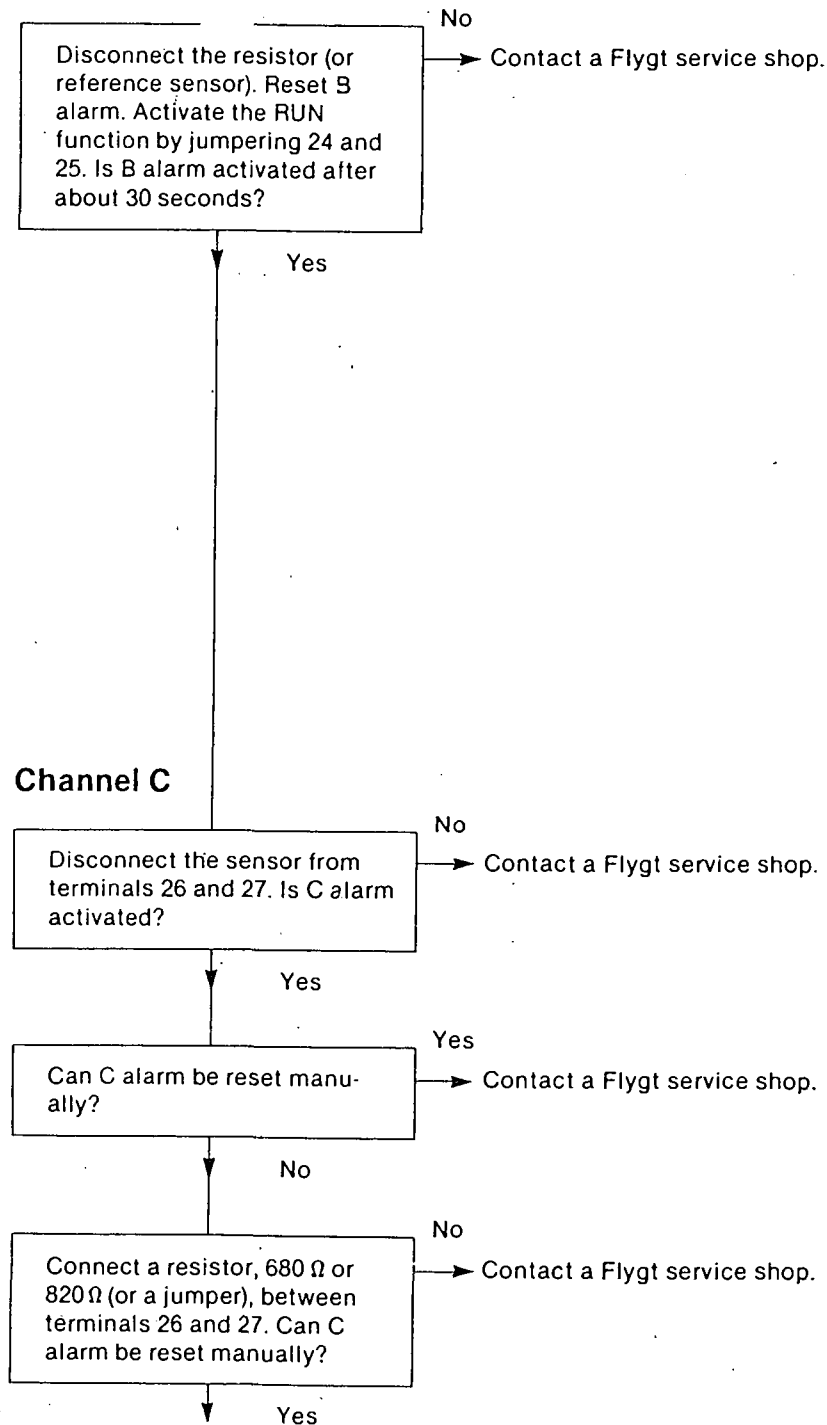 No
Disconnect the resistor (or
reference sensor). Reset B
alarm. Activate the RUN
function by jumpering 24 and
25. Is B alarm activated after
about 30 seconds?
Contact a Flygt service shop.
Yes
Channel C
No
Disconnect the sensor from
terminals 26 and 27. Is C alarm
activated?
Contact a Flygt service shop.
Yes
Yes
Can C alarm be reset manu-
ally?
Contact a Flygt service shop.
No
No
Connect a resistor, 680 Ω or
820 Ω (or a jumper), between
terminals 26 and 27. Can C
alarm be reset manually?
Contact a Flygt service shop.
Yes